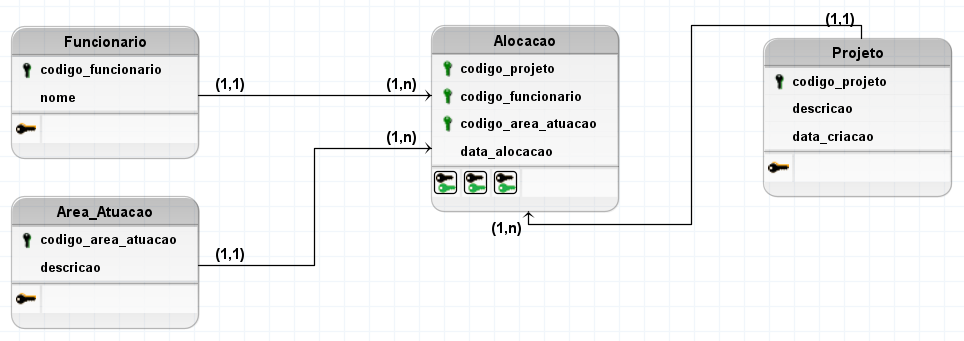 Funcionario
codigo_funcionario
nome
(1,1)
(1,n)
Alocacao
codigo_projeto
codigo_funcionario
codigo_area_atuacao
data_alocacao
(1,1)
Projeto
codigo_projeto
descricao
data_criacao
(1,n)
Area_Atuacao
codigo_area_atuacao
descricao
(1,1)
(1,n)